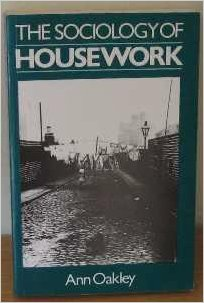 THE SOCIOLOGY OF
HOUSEWORK
Ann Oakley